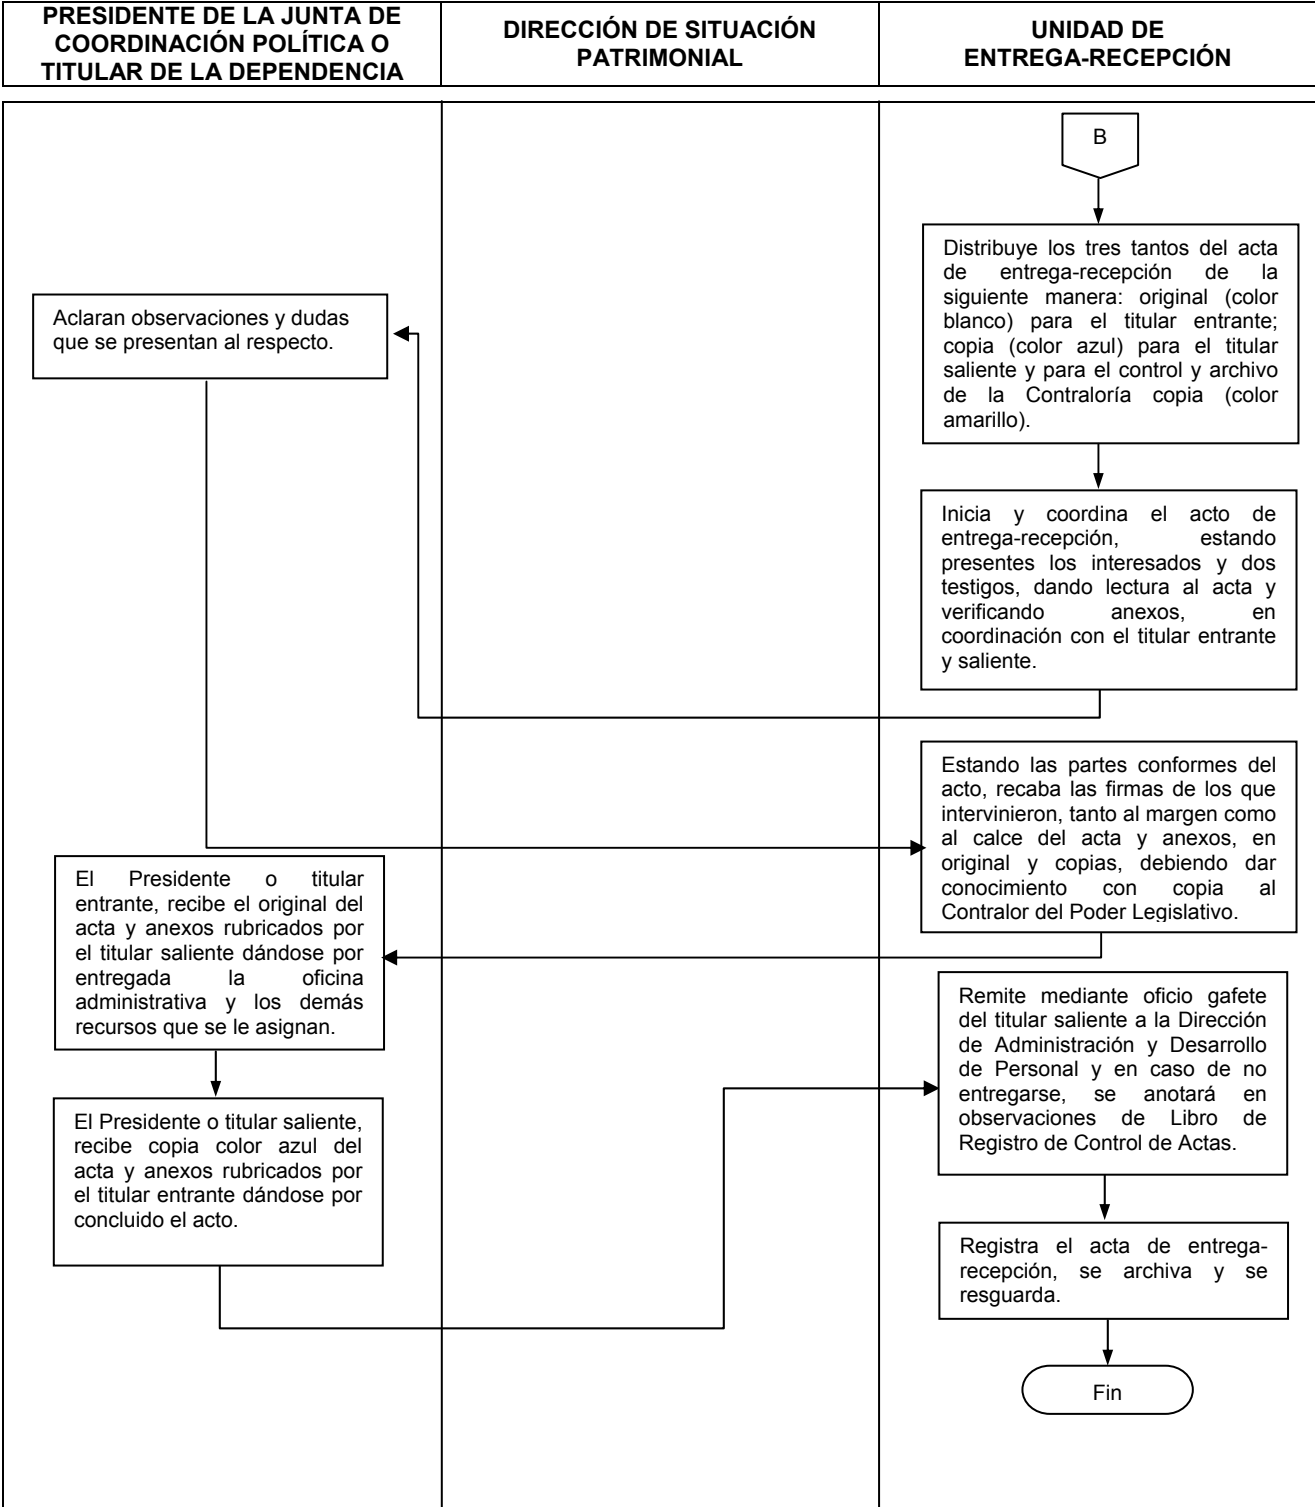 PRESIDENTE DE LA JUNTA DE
COORDINACIÓN POLÍTICA O
TITULAR DE LA DEPENDENCIA
DIRECCIÓN DE SITUACIÓN
PATRIMONIAL
UNIDAD DE
ENTREGA-RECEPCIÓN
B
Distribuye los tres tantos del acta
de entrega-recepción de la
siguiente manera: original (color
blanco) para el titular entrante;
copia (color azul) para el titular
saliente y para el control y archivo
de la Contraloría copia (color
amarillo).
Inicia y coordina el acto de
entrega-recepción, estando
presentes los interesados y dos
testigos, dando lectura al acta y
verificando anexos, en
coordinación con el titular entrante
y saliente.
Aclaran observaciones y dudas
que se presentan al respecto.
Estando las partes conformes del
acto, recaba las firmas de los que
intervinieron, tanto al margen como
al calce del acta y anexos, en
original y copias, debiendo dar
conocimiento con copia al
Contralor del Poder Legislativo.
El Presidente o titular
entrante, recibe el original del
acta y anexos rubricados por
el titular saliente dándose por
entregada la oficina
administrativa y los demás
recursos que se le asignan.
El Presidente o titular saliente,
recibe copia color azul del
acta y anexos rubricados por
el titular entrante dándose por
concluido el acto.
Remite mediante oficio gafete
del titular saliente a la Dirección
de Administración y Desarrollo
de Personal y en caso de no
entregarse, se anotará en
observaciones de Libro de
Registro de Control de Actas.
Registra el acta de entrega-
recepción, se archiva y se
resguarda.
Fin